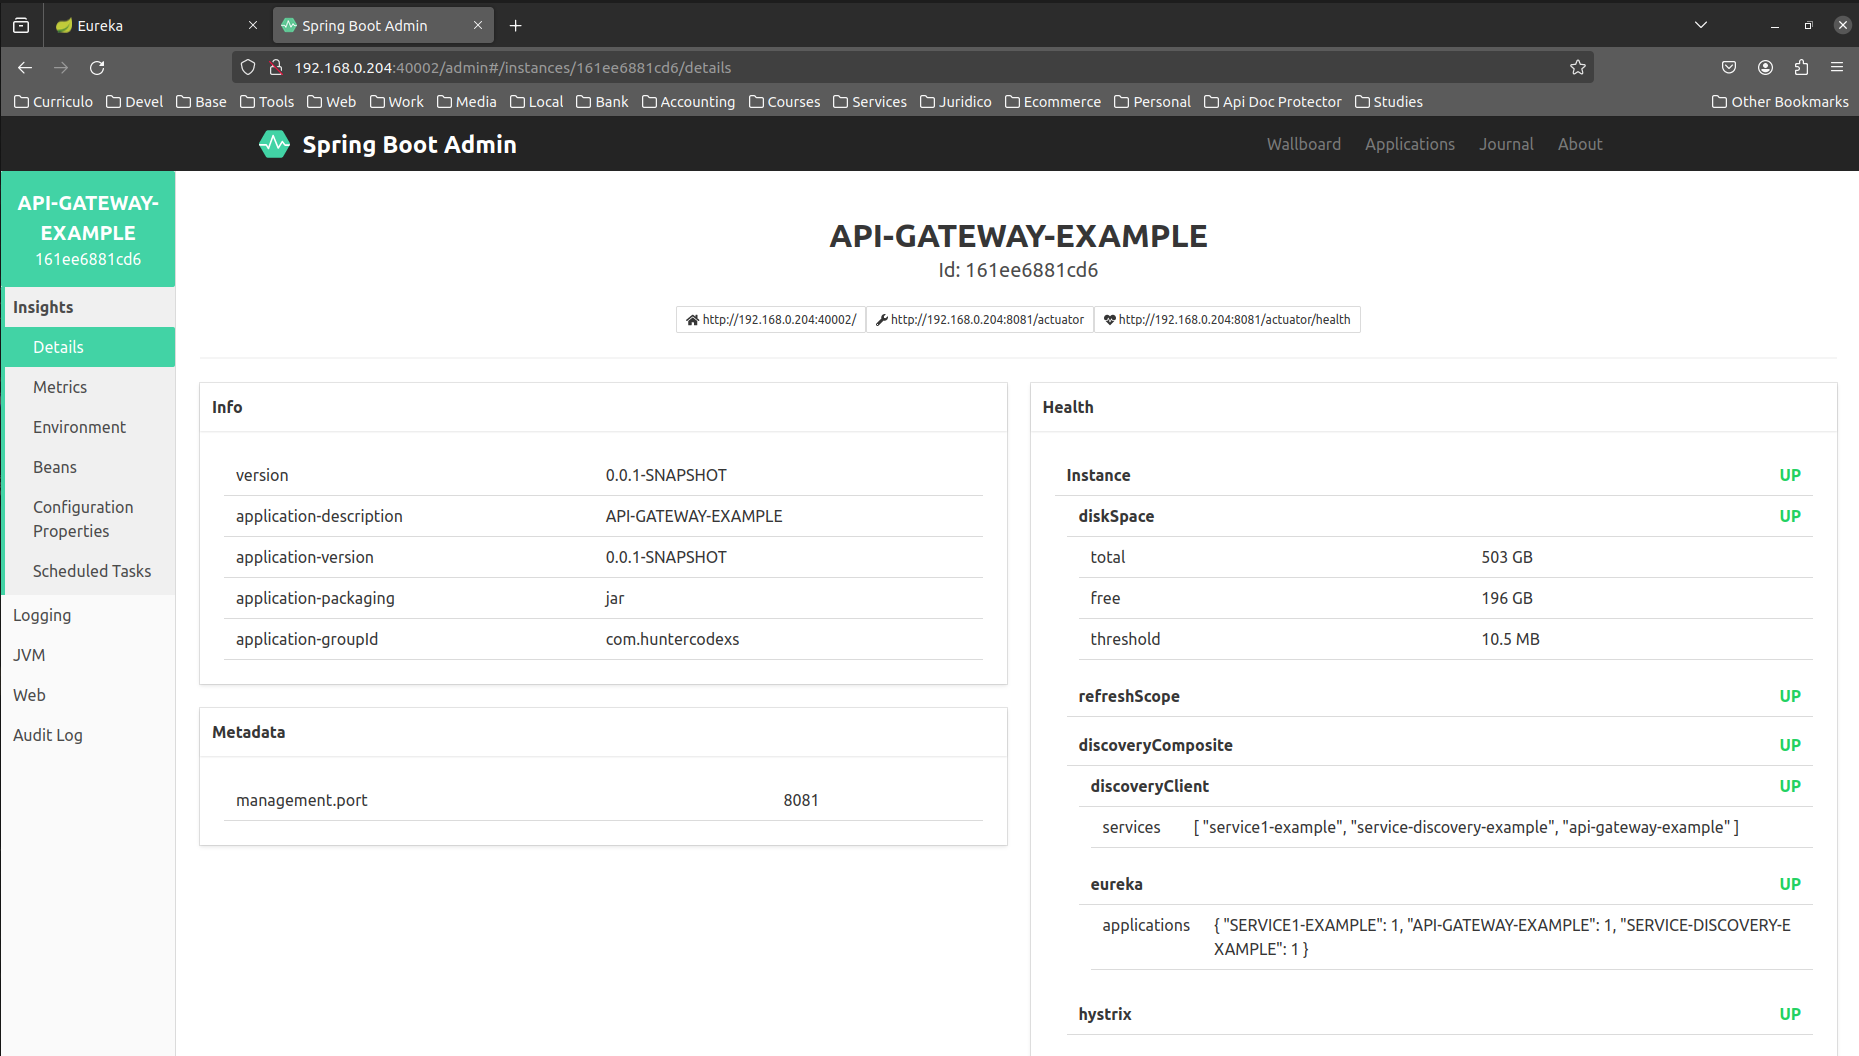 Eureka
Spring Boot Admin
192.168.0.204:40002/admin#/instances/161ee6881cd6/details
Curriculo Devel Base Tools Web Work Media Local Bank Accounting Courses Services Juridico Ecommerce Personal Api Doc Protector Studies Other Bookmarks
Spring Boot Admin
Wallboard Applications Journal About
API-GATEWAY-
EXAMPLE
161ee6881cd6
Insights
Details
Metrics
Environment
Beans
Configuration
Properties
Scheduled Tasks
Logging
JVM
Web
Audit Log
API-GATEWAY-EXAMPLE
Id: 161ee6881cd6
http://192.168.0.204:40002/ http://192.168.0.204:8081/actuator http://192.168.0.204:8081/actuator/health
Info
version 0.0.1-SNAPSHOT
application-description API-GATEWAY-EXAMPLE
application-version 0.0.1-SNAPSHOT
application-packaging jar
application-groupId com.huntercodexs
Metadata
management.port 8081
Health
Instance UP
diskSpace UP
total 503 GB
free 196 GB
threshold 10.5 MB
refreshScope UP
discoveryComposite UP
discoveryClient UP
services [ "service1-example", "service-discovery-example", "api-gateway-example" ]
eureka UP
applications { "SERVICE1-EXAMPLE": 1, "API-GATEWAY-EXAMPLE": 1, "SERVICE-DISCOVERY-E
XAMPLE": 1 }
hystrix UP